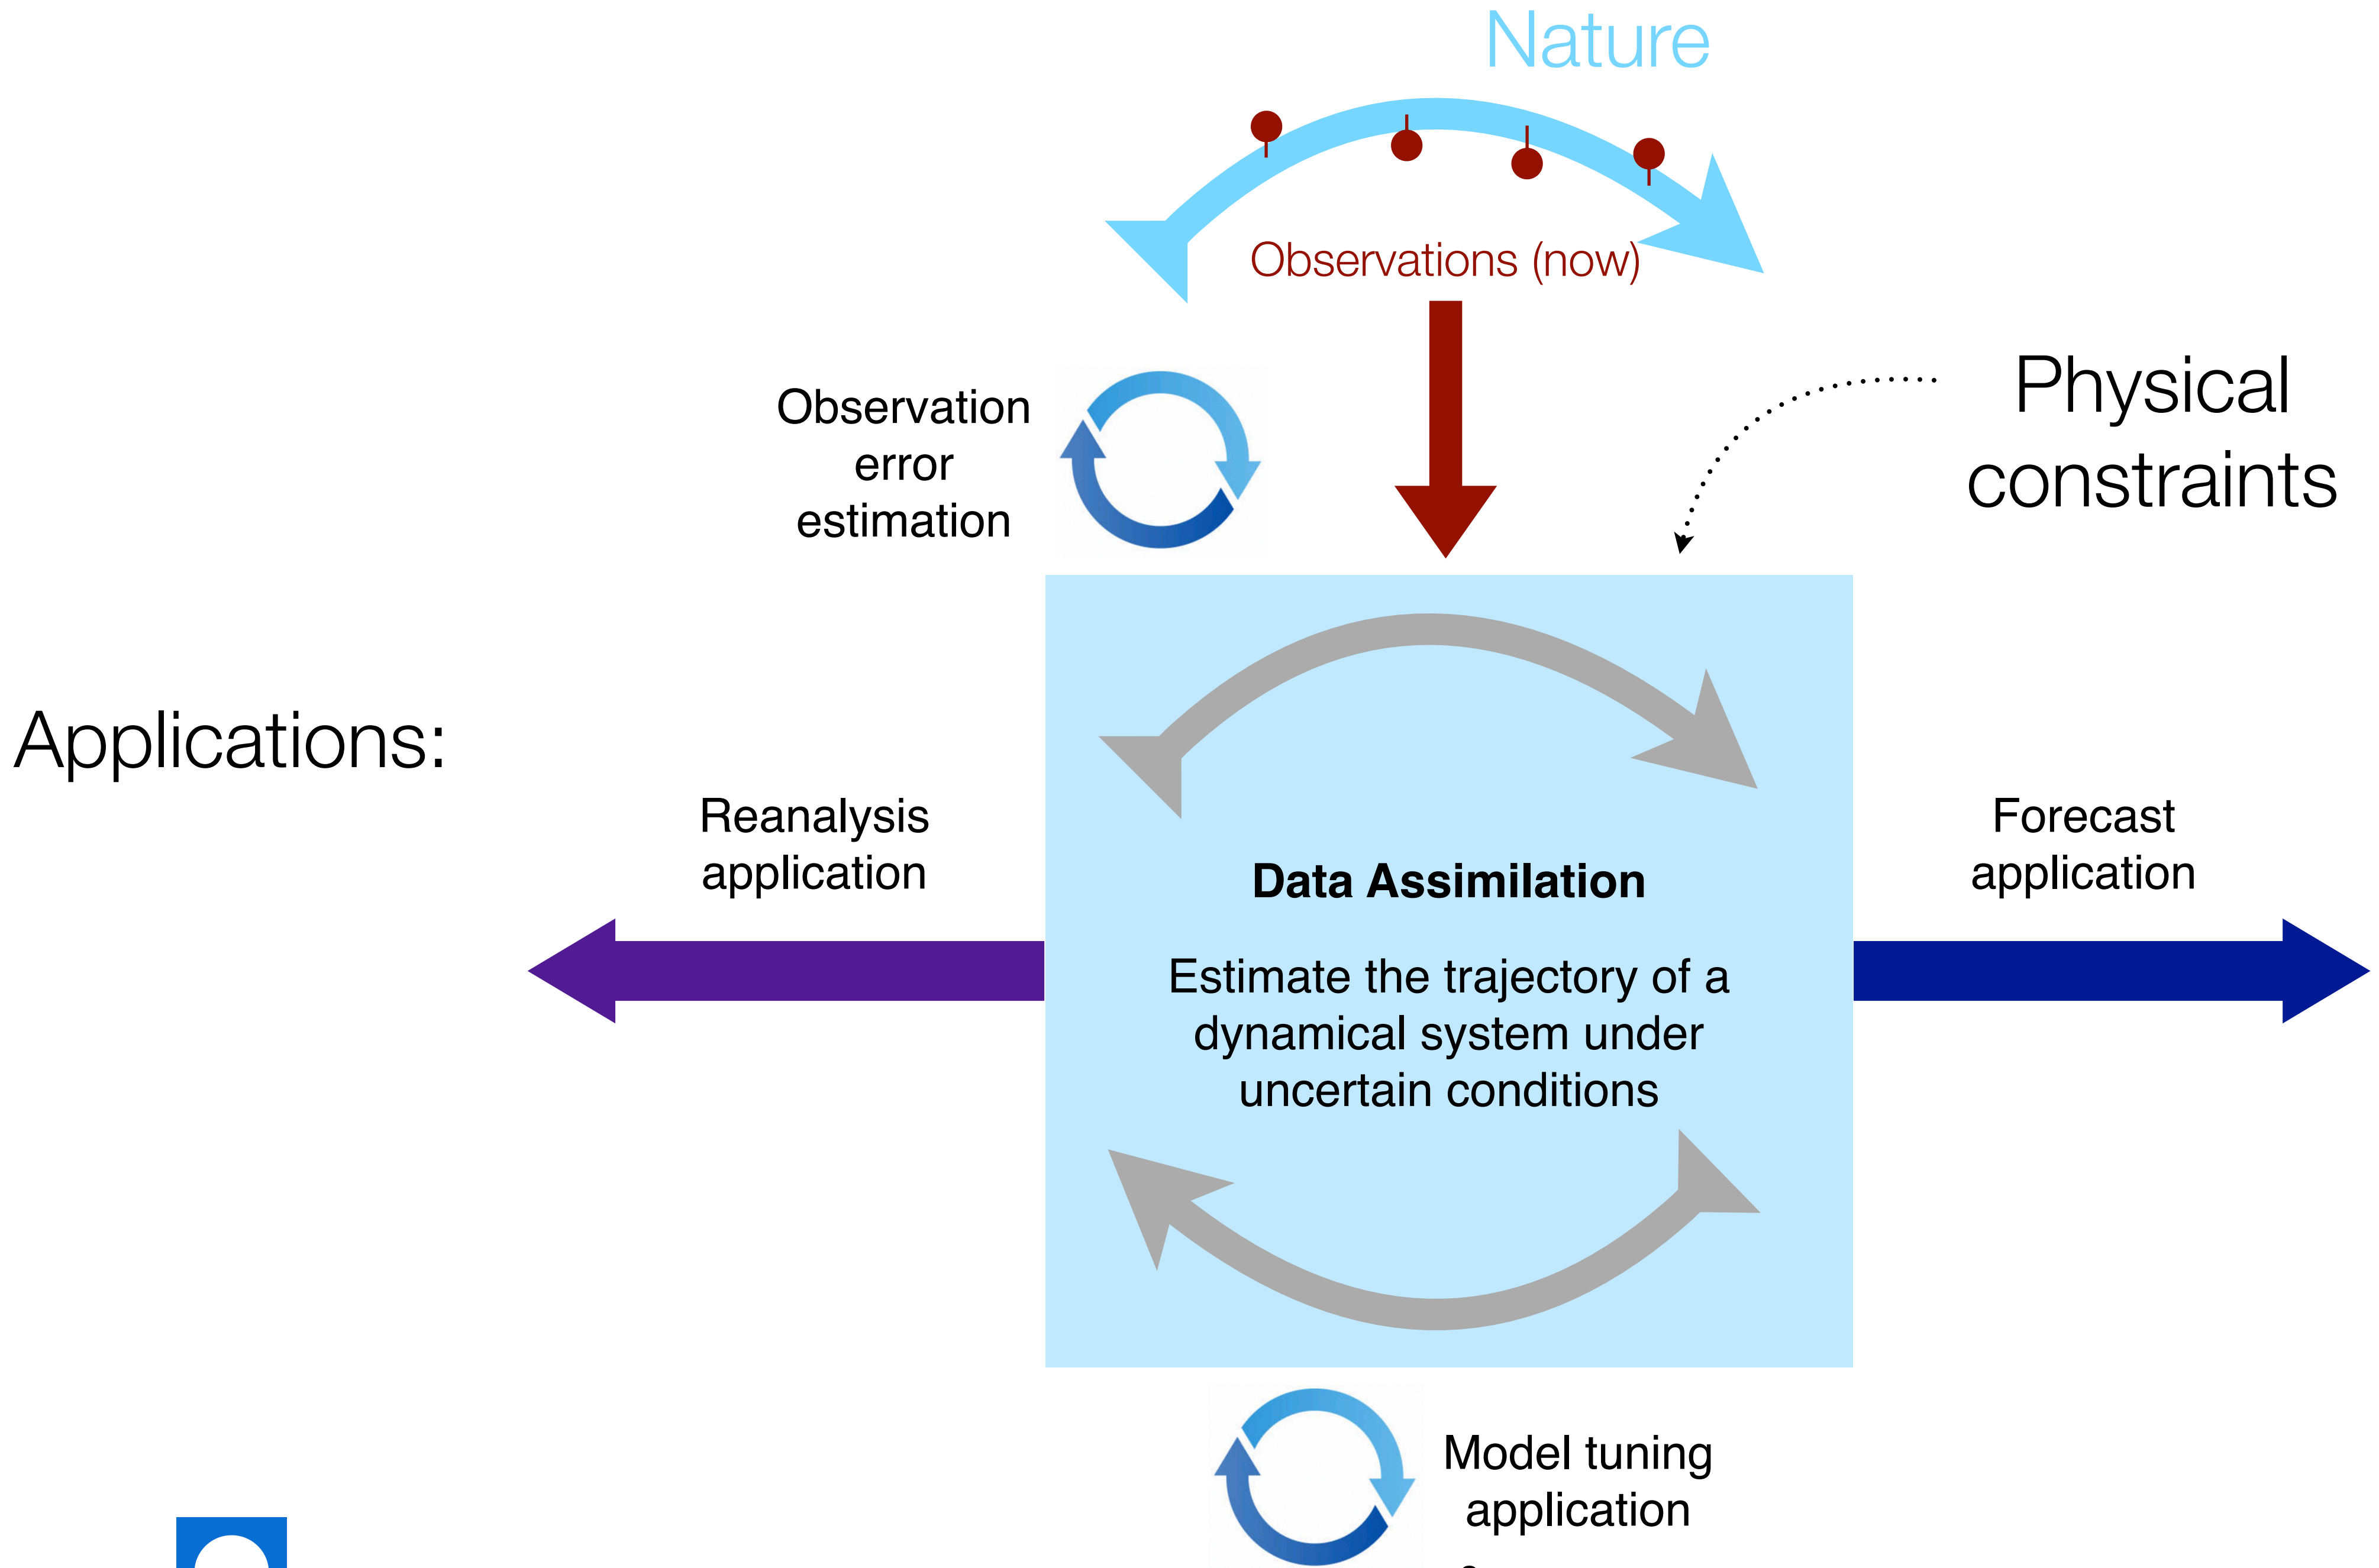 Nature
Observations (now)
Observation
error
estimation
Physical
constraints
Applications:
Reanalysis
application
Forecast
application
Data Assimilation
Estimate the trajectory of a
dynamical system under
uncertain conditions
Model tuning
application